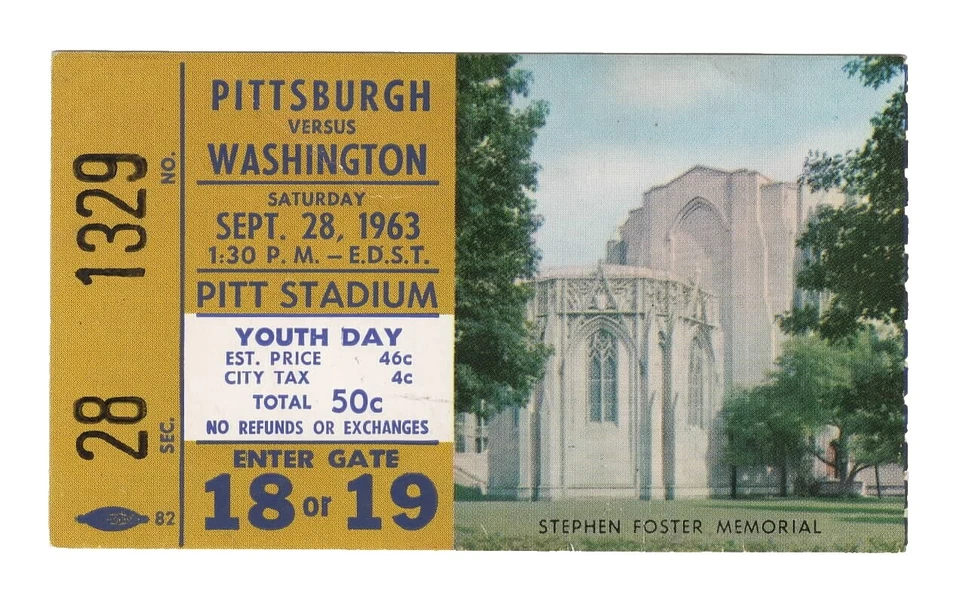 1329
NO.
28
SEC.
82
PITTSBURGH
VERSUS
WASHINGTON
SATURDAY
SEPT. 28, 1963
1:30 P. M. – E.D.S.T.
PITT STADIUM
YOUTH DAY
EST. PRICE 46c
CITY TAX 4c
TOTAL 50c
NO REFUNDS OR EXCHANGES
ENTER GATE
18 or 19
STEPHEN FOSTER MEMORIAL